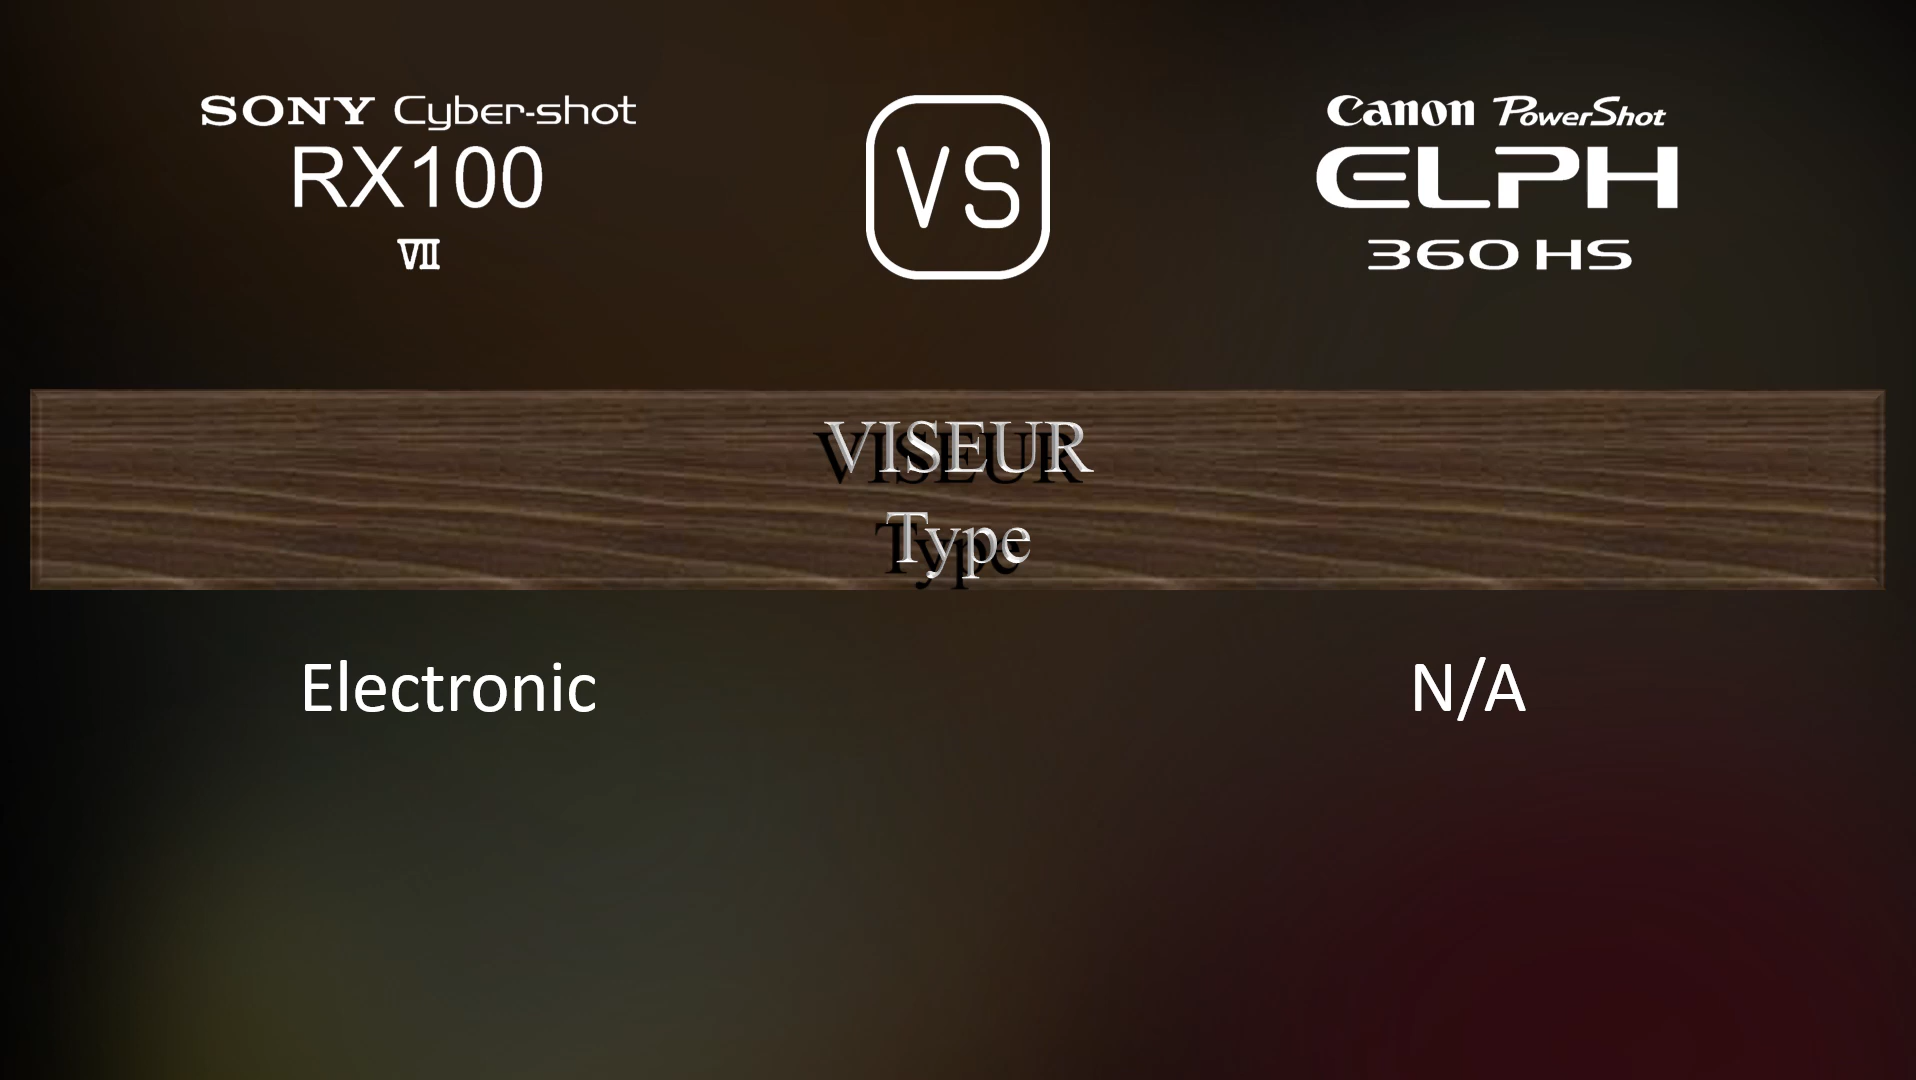 SONY Cyber-shot
RX100
VII
VS
Canon PowerShot
ELPH
360 HS
VISEUR
Type
Electronic
N/A